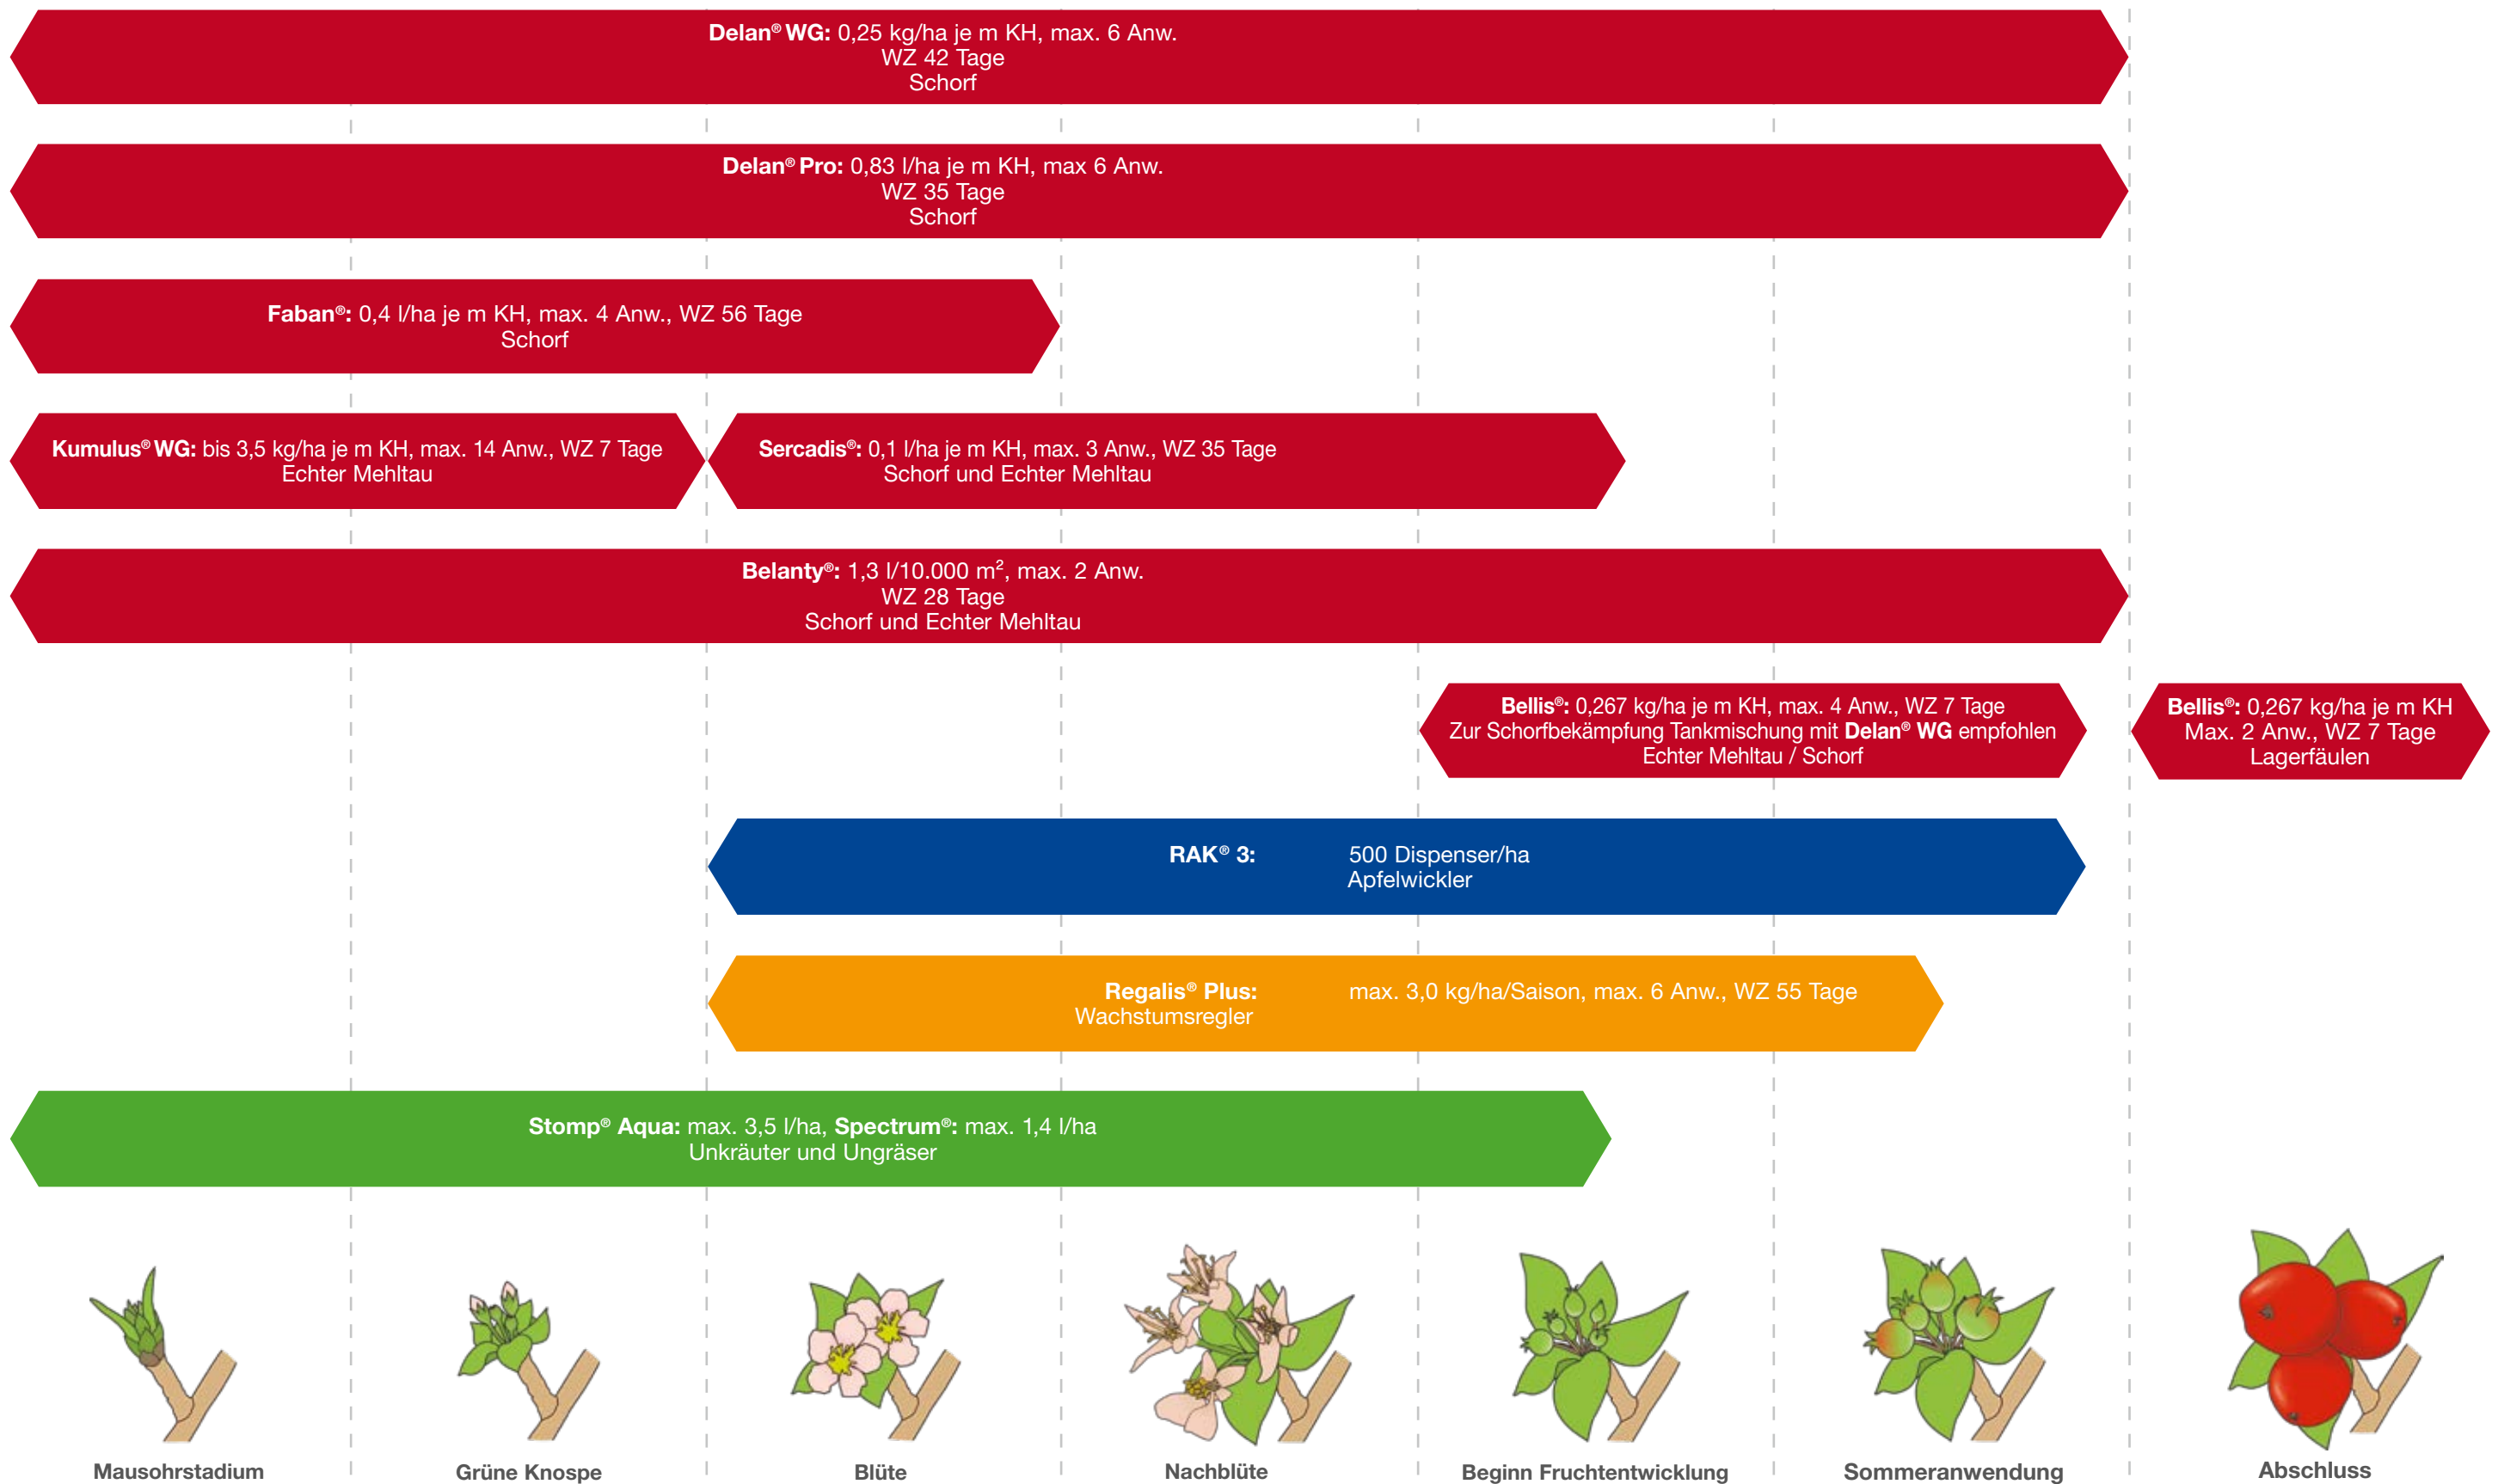 Delan® WG: 0,25 kg/ha je m KH, max. 6 Anw.
WZ 42 Tage
Schorf
Delan® Pro: 0,83 l/ha je m KH, max 6 Anw.
WZ 35 Tage
Schorf
Faban®: 0,4 l/ha je m KH, max. 4 Anw., WZ 56 Tage
Schorf
Kumulus® WG: bis 3,5 kg/ha je m KH, max. 14 Anw., WZ 7 Tage
Echter Mehltau
Sercadis®: 0,1 l/ha je m KH, max. 3 Anw., WZ 35 Tage
Schorf und Echter Mehltau
Belanty®: 1,3 l/10.000 m², max. 2 Anw.
WZ 28 Tage
Schorf und Echter Mehltau
Bellis®: 0,267 kg/ha je m KH, max. 4 Anw., WZ 7 Tage
Zur Schorfbekämpfung Tankmischung mit Delan® WG empfohlen
Echter Mehltau / Schorf
Bellis®: 0,267 kg/ha je m KH
Max. 2 Anw., WZ 7 Tage
Lagerfäulen
RAK® 3: 500 Dispenser/ha
Apfelwickler
Regalis® Plus: max. 3,0 kg/ha/Saison, max. 6 Anw., WZ 55 Tage
Wachstumsregler
Stomp® Aqua: max. 3,5 l/ha, Spectrum®: max. 1,4 l/ha
Unkräuter und Ungräser
Mausohrstadium
Grüne Knospe
Blüte
Nachblüte
Beginn Fruchtentwicklung
Sommeranwendung
Abschluss